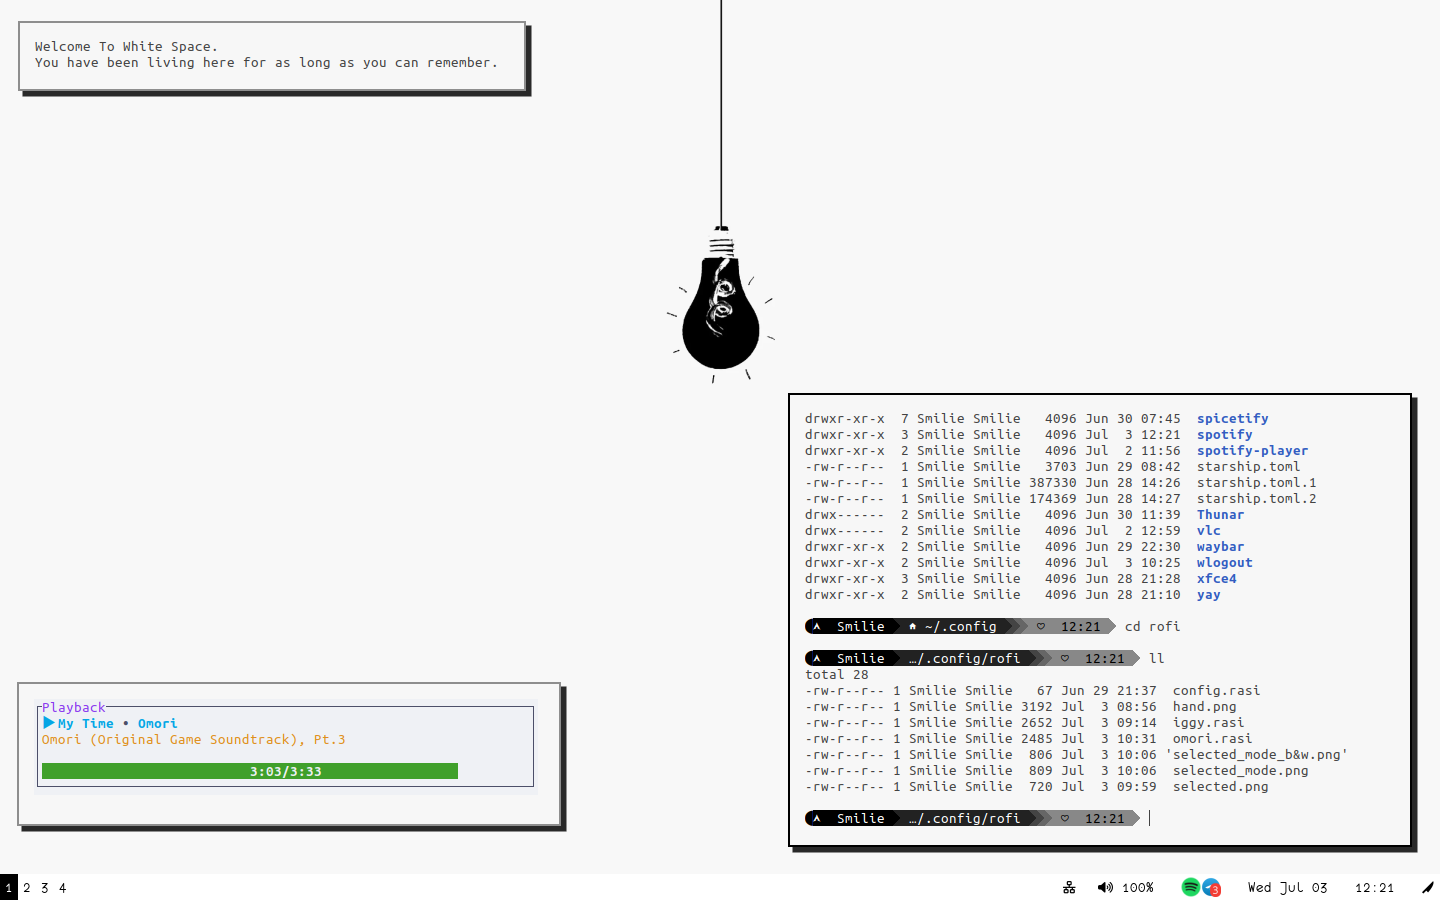 Welcome To White Space.
You have been living here for as long as you can remember.
drwxr-xr-x  7 Smilie Smilie   4096 Jun 30 07:45  spicetify
drwxr-xr-x  3 Smilie Smilie   4096 Jul  3 12:21  spotify
drwxr-xr-x  2 Smilie Smilie   4096 Jul  2 11:56  spotify-player
-rw-r--r--  1 Smilie Smilie   3703 Jun 29 08:42  starship.toml
-rw-r--r--  1 Smilie Smilie 387330 Jun 28 14:26  starship.toml.1
-rw-r--r--  1 Smilie Smilie 174369 Jun 28 14:27  starship.toml.2
drwx------  2 Smilie Smilie   4096 Jun 30 11:39  Thunar
drwx------  2 Smilie Smilie   4096 Jul  2 12:59  vlc
drwxr-xr-x  2 Smilie Smilie   4096 Jun 29 22:30  waybar
drwxr-xr-x  2 Smilie Smilie   4096 Jul  3 10:25  wlogout
drwxr-xr-x  3 Smilie Smilie   4096 Jun 28 21:28  xfce4
drwxr-xr-x  2 Smilie Smilie   4096 Jun 28 21:10  yay
Smilie ~/.config 12:21 cd rofi
Smilie …/.config/rofi 12:21 ll
total 28
-rw-r--r-- 1 Smilie Smilie   67 Jun 29 21:37  config.rasi
-rw-r--r-- 1 Smilie Smilie 3192 Jul  3 08:56  hand.png
-rw-r--r-- 1 Smilie Smilie 2652 Jul  3 09:14  iggy.rasi
-rw-r--r-- 1 Smilie Smilie 2485 Jul  3 10:31  omori.rasi
-rw-r--r-- 1 Smilie Smilie  806 Jul  3 10:06 'selected_mode_b&w.png'
-rw-r--r-- 1 Smilie Smilie  809 Jul  3 10:06  selected_mode.png
-rw-r--r-- 1 Smilie Smilie  720 Jul  3 09:59  selected.png
Smilie …/.config/rofi 12:21
Playback
My Time • Omori
Omori (Original Game Soundtrack), Pt.3
3:03/3:33
1 2 3 4
100% 3 Wed Jul 03 12:21